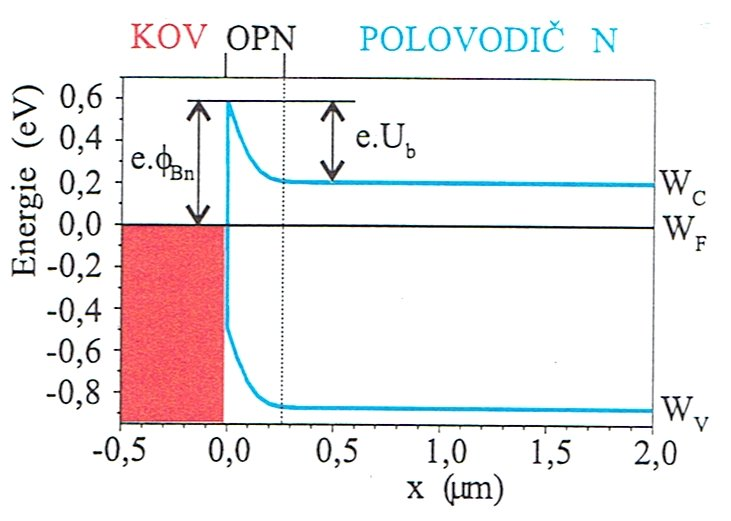 KOV OPN POLOVODIČ N
Energie (eV)
0,6
0,4
0,2
0,0
-0,2
-0,4
-0,6
-0,8
e.ϕBn
e.Ub
WC
WF
WV
-0,5 0,0 0,5 1,0 1,5 2,0
x (µm)